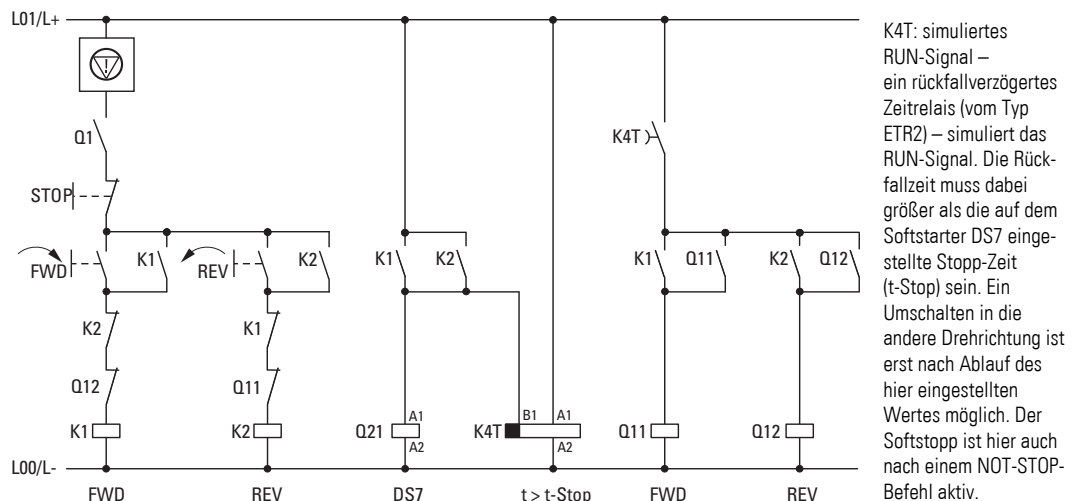 L01/L+
Q1
STOP
FWD
K1
REV
K2
K1
K2
K4T
K1
Q11
K2
Q12
K2
K1
Q12
Q11
K1
K2
Q21
A1
A2
K4T
B1
A1
A2
Q11
Q12
L00/L-
FWD
REV
DS7
t > t-Stop
FWD
REV
K4T: simuliertes
RUN-Signal –
ein rückfallverzögertes
Zeitrelais (vom Typ
ETR2) – simuliert das
RUN-Signal. Die Rück-
fallzeit muss dabei
größer als die auf dem
Softstarter DS7 einge-
stellte Stopp-Zeit
(t-Stop) sein. Ein
Umschalten in die
andere Drehrichtung ist
erst nach Ablauf des
hier eingestellten
Wertes möglich. Der
Softstopp ist hier auch
nach einem NOT-STOP-
Befehl aktiv.